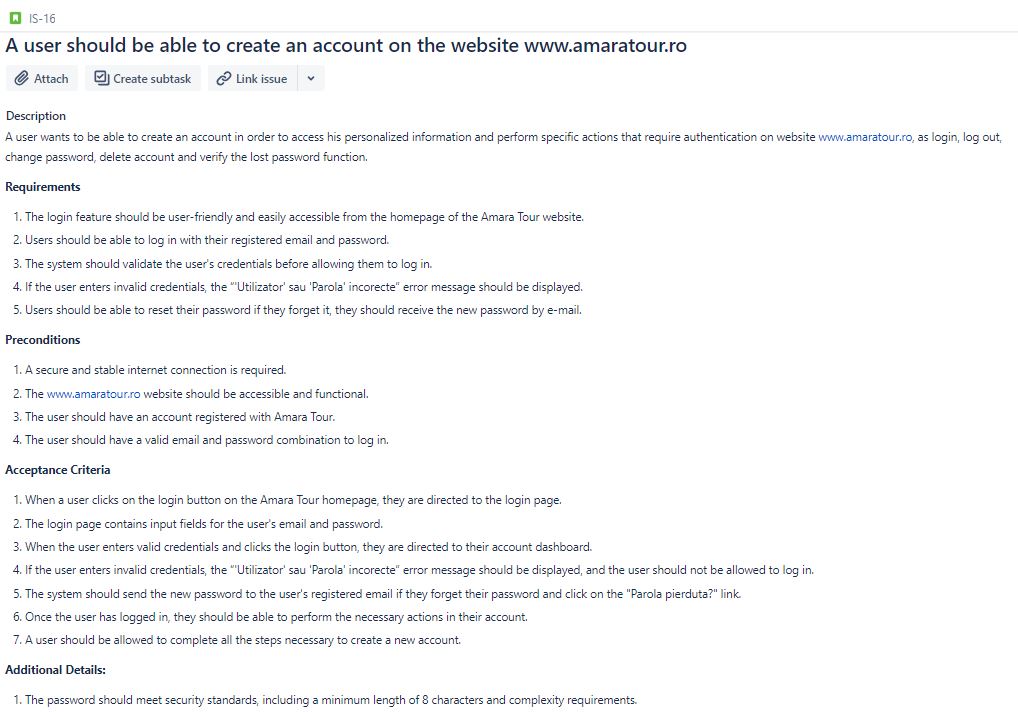 IS-16
A user should be able to create an account on the website www.amaratour.ro
Attach Create subtask Link issue
Description
A user wants to be able to create an account in order to access his personalized information and perform specific actions that require authentication on website www.amaratour.ro, as login, log out,
change password, delete account and verify the lost password function.
Requirements
1. The login feature should be user-friendly and easily accessible from the homepage of the Amara Tour website.
2. Users should be able to log in with their registered email and password.
3. The system should validate the user's credentials before allowing them to log in.
4. If the user enters invalid credentials, the "'Utilizator' sau 'Parola' incorecte" error message should be displayed.
5. Users should be able to reset their password if they forget it, they should receive the new password by e-mail.
Preconditions
1. A secure and stable internet connection is required.
2. The www.amaratour.ro website should be accessible and functional.
3. The user should have an account registered with Amara Tour.
4. The user should have a valid email and password combination to log in.
Acceptance Criteria
1. When a user clicks on the login button on the Amara Tour homepage, they are directed to the login page.
2. The login page contains input fields for the user's email and password.
3. When the user enters valid credentials and clicks the login button, they are directed to their account dashboard.
4. If the user enters invalid credentials, the "'Utilizator' sau 'Parola' incorecte" error message should be displayed, and the user should not be allowed to log in.
5. The system should send the new password to the user's registered email if they forget their password and click on the "Parola pierduta?" link.
6. Once the user has logged in, they should be able to perform the necessary actions in their account.
7. A user should be allowed to complete all the steps necessary to create a new account.
Additional Details:
1. The password should meet security standards, including a minimum length of 8 characters and complexity requirements.